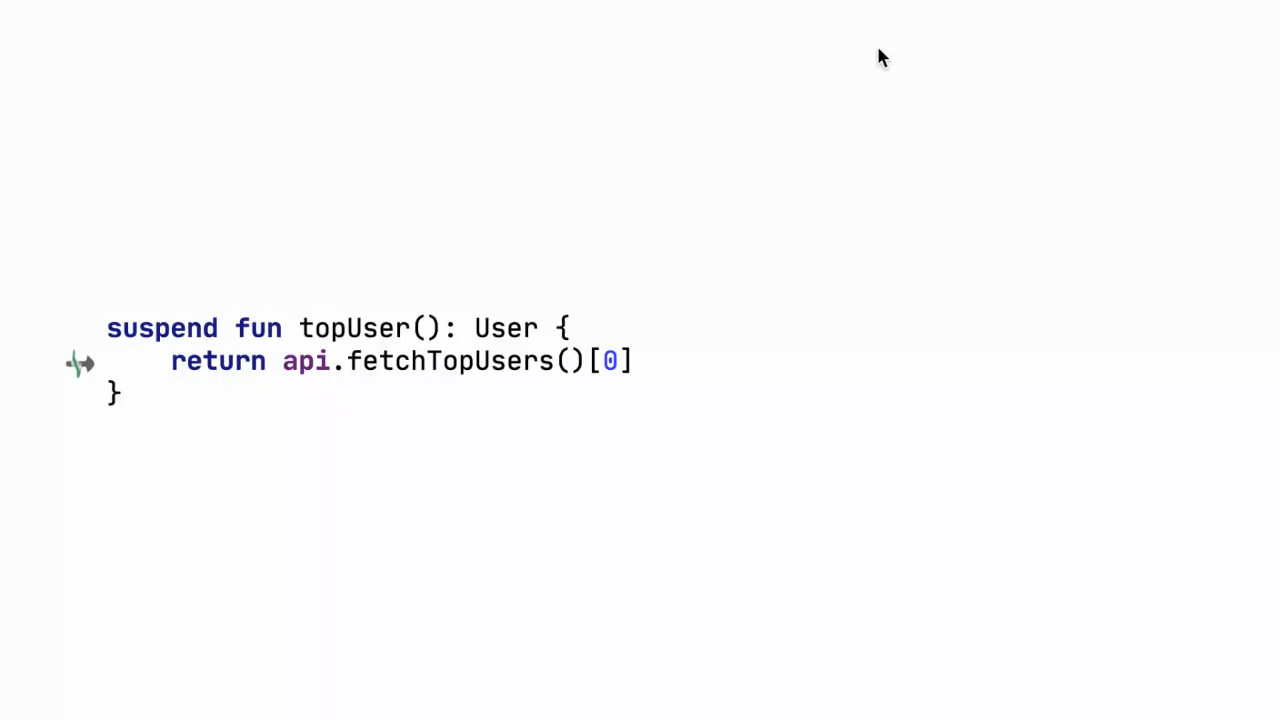 suspend fun topUser(): User {
    return api.fetchTopUsers()[0]
}